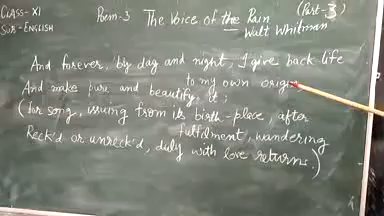 CLASS-XI
Sub-ENGLISH
Poem-3 The Voice of the Rain (Part-3)
— Walt Whitman
And forever, by day and night, I give back life
to my own origin
And make pure and beautify it;
(For song, issuing from its birth-place, after
fulfilment, wandering
Reck'd or unreck'd, duly with love returns.)